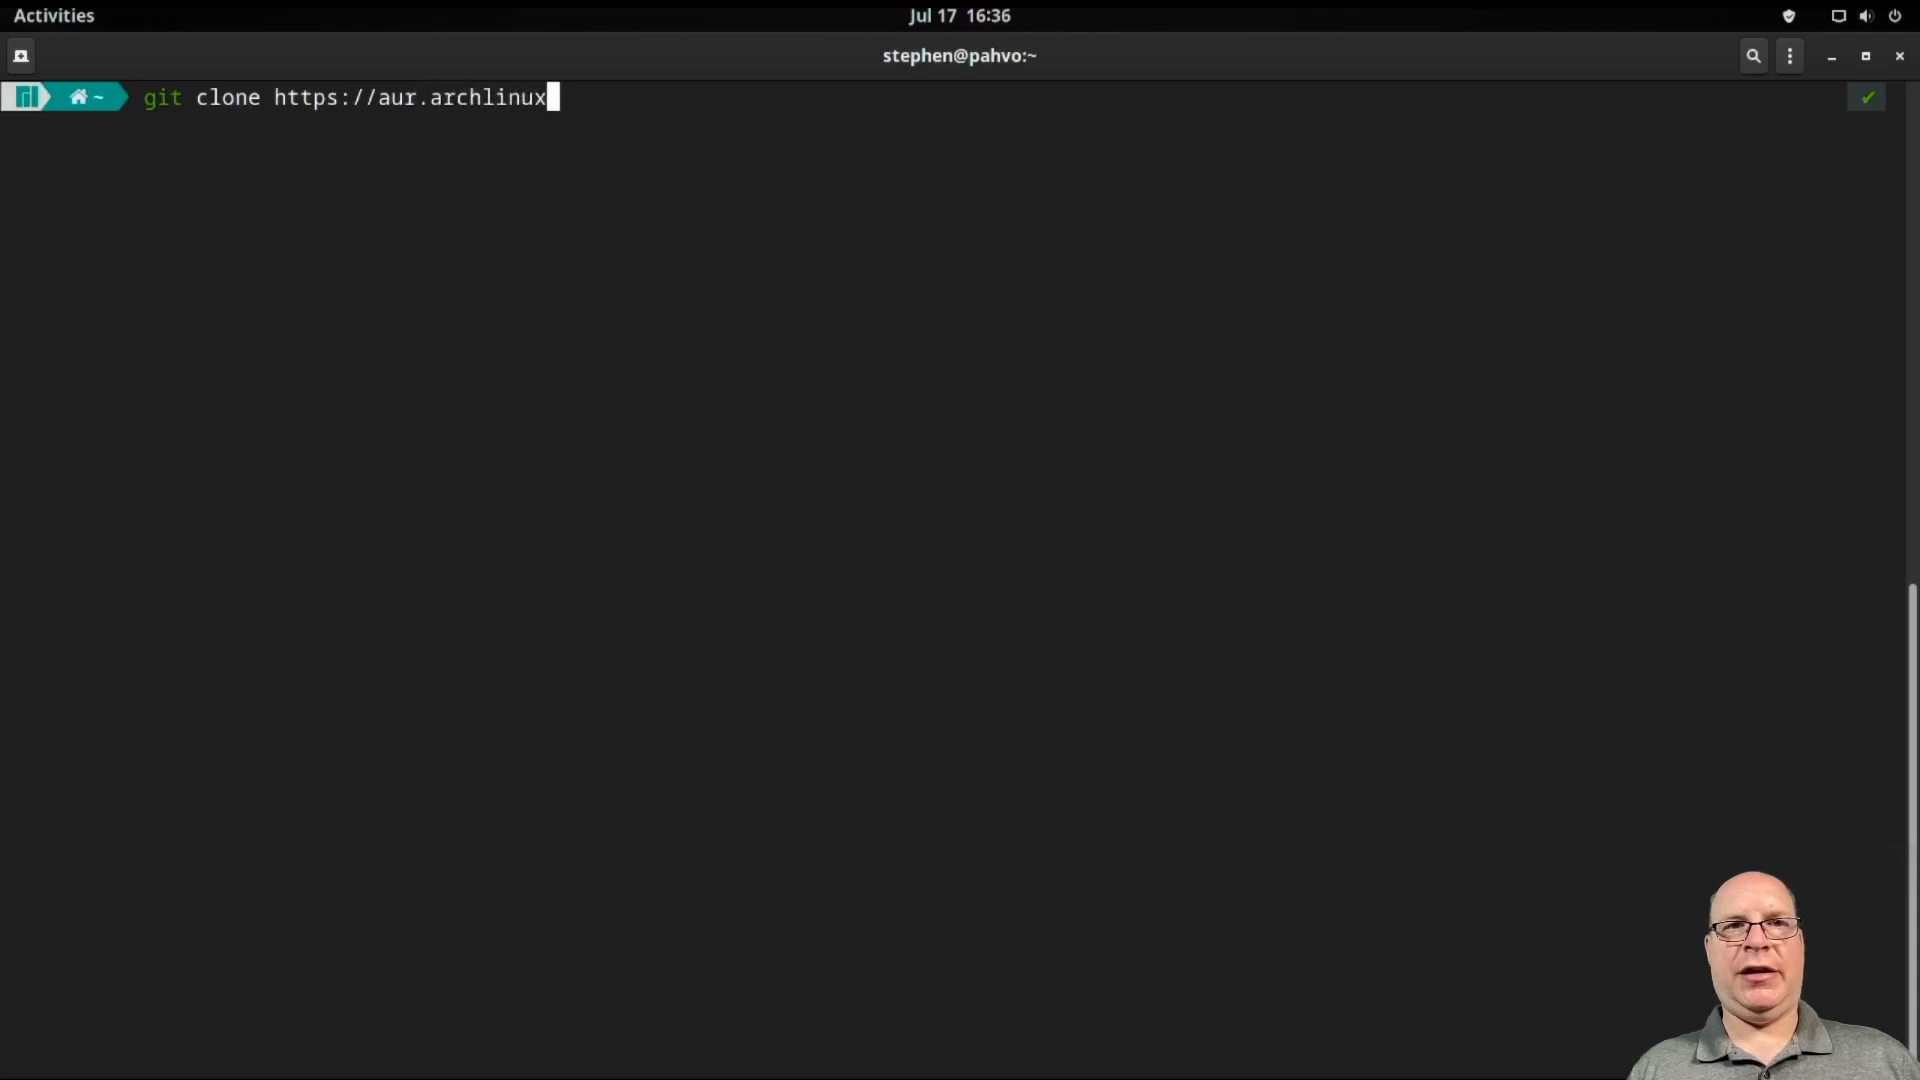 Activities
Jul 17 16:36
stephen@pahvo:~
~ git clone https://aur.archlinux